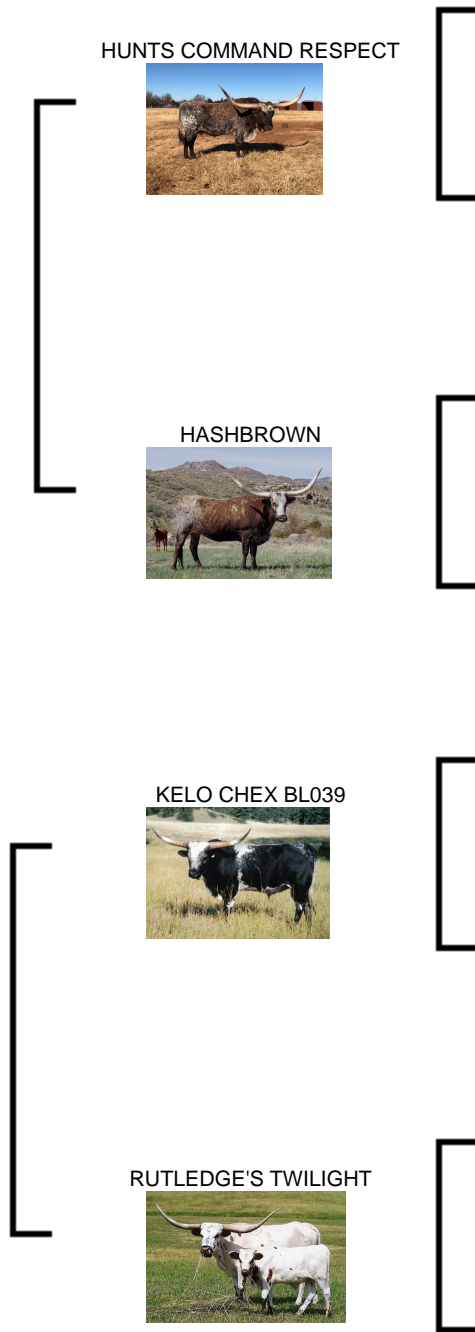 HUNTS COMMAND RESPECT
HASHBROWN
KELO CHEX BL039
RUTLEDGE'S TWILIGHT